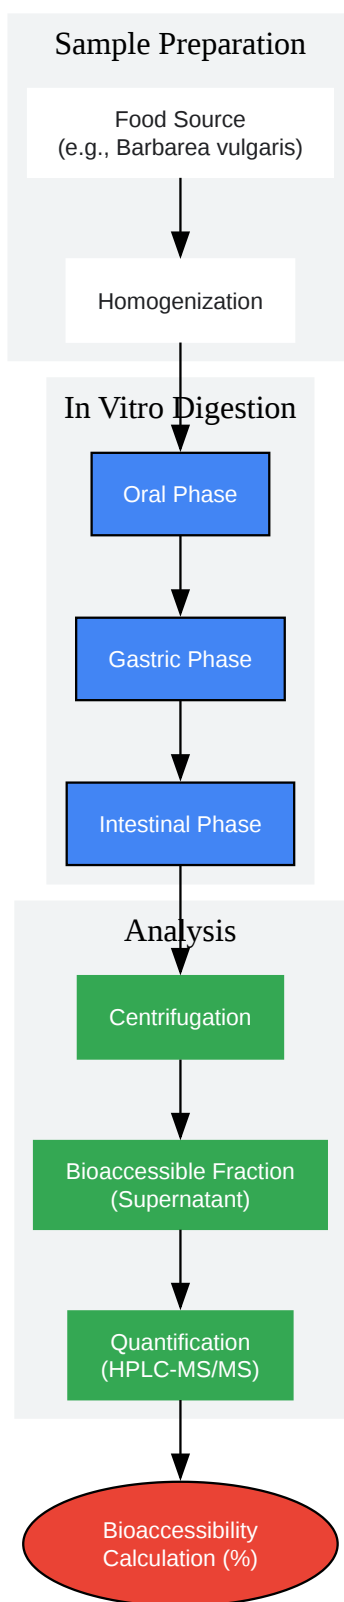 Sample Preparation
Food Source
(e.g., Barbarea vulgaris)
Homogenization
In Vitro Digestion
Oral Phase
Gastric Phase
Intestinal Phase
Analysis
Centrifugation
Bioaccessible Fraction
(Supernatant)
Quantification
(HPLC-MS/MS)
Bioaccessibility
Calculation (%)